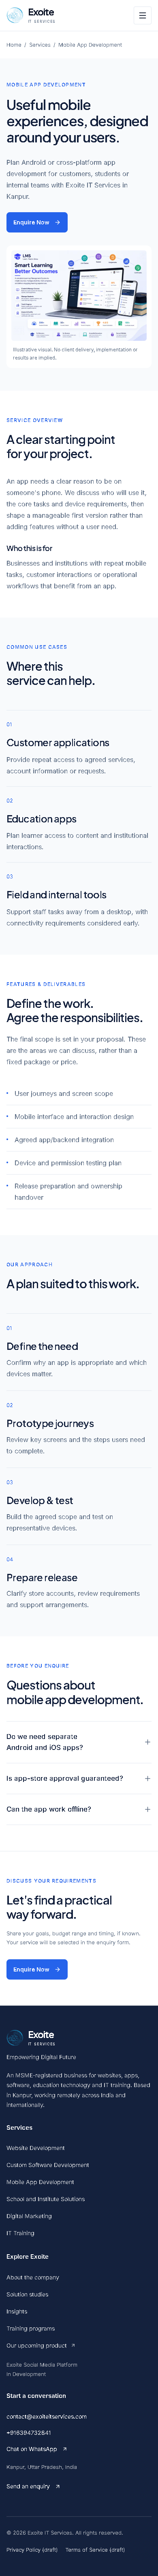 Exoite
IT SERVICES
Home / Services / Mobile App Development
MOBILE APP DEVELOPMENT
Useful mobile
experiences, designed
around your users.
Plan Android or cross-platform app
development for customers, students or
internal teams with Exoite IT Services in
Kanpur.
Enquire Now →
LMS
Smart Learning
Better Outcomes
Illustrative visual. No client delivery, implementation or
results are implied.
SERVICE OVERVIEW
A clear starting point
for your project.
An app needs a clear reason to be on
someone's phone. We discuss who will use it,
the core tasks and device requirements, then
shape a manageable first version rather than
adding features without a user need.
Who this is for
Businesses and institutions with repeat mobile
tasks, customer interactions or operational
workflows that benefit from an app.
COMMON USE CASES
Where this
service can help.
01
Customer applications
Provide repeat access to agreed services,
account information or requests.
02
Education apps
Plan learner access to content and institutional
interactions.
03
Field and internal tools
Support staff tasks away from a desktop, with
connectivity requirements considered early.
FEATURES & DELIVERABLES
Define the work.
Agree the responsibilities.
The final scope is set in your proposal. These
are the areas we can discuss, rather than a
fixed package or price.
• User journeys and screen scope
• Mobile interface and interaction design
• Agreed app/backend integration
• Device and permission testing plan
• Release preparation and ownership
handover
OUR APPROACH
A plan suited to this work.
01
Define the need
Confirm why an app is appropriate and which
devices matter.
02
Prototype journeys
Review key screens and the steps users need
to complete.
03
Develop & test
Build the agreed scope and test on
representative devices.
04
Prepare release
Clarify store accounts, review requirements
and support arrangements.
BEFORE YOU ENQUIRE
Questions about
mobile app development.
Do we need separate
Android and iOS apps? +
Is app-store approval guaranteed? +
Can the app work offline? +
DISCUSS YOUR REQUIREMENTS
Let's find a practical
way forward.
Share your goals, budget range and timing, if known.
Your service will be selected in the enquiry form.
Enquire Now →
Exoite
IT SERVICES
Empowering Digital Future
An MSME-registered business for websites, apps,
software, education technology and IT training. Based
in Kanpur, working remotely across India and
internationally.
Services
Website Development
Custom Software Development
Mobile App Development
School and Institute Solutions
Digital Marketing
IT Training
Explore Exoite
About the company
Solution studies
Insights
Training programs
Our upcoming product ↗
Exoite Social Media Platform
In Development
Start a conversation
contact@exoiteitservices.com
+916394732841
Chat on WhatsApp ↗
Kanpur, Uttar Pradesh, India
Send an enquiry ↗
© 2026 Exoite IT Services. All rights reserved.
Privacy Policy (draft) Terms of Service (draft)